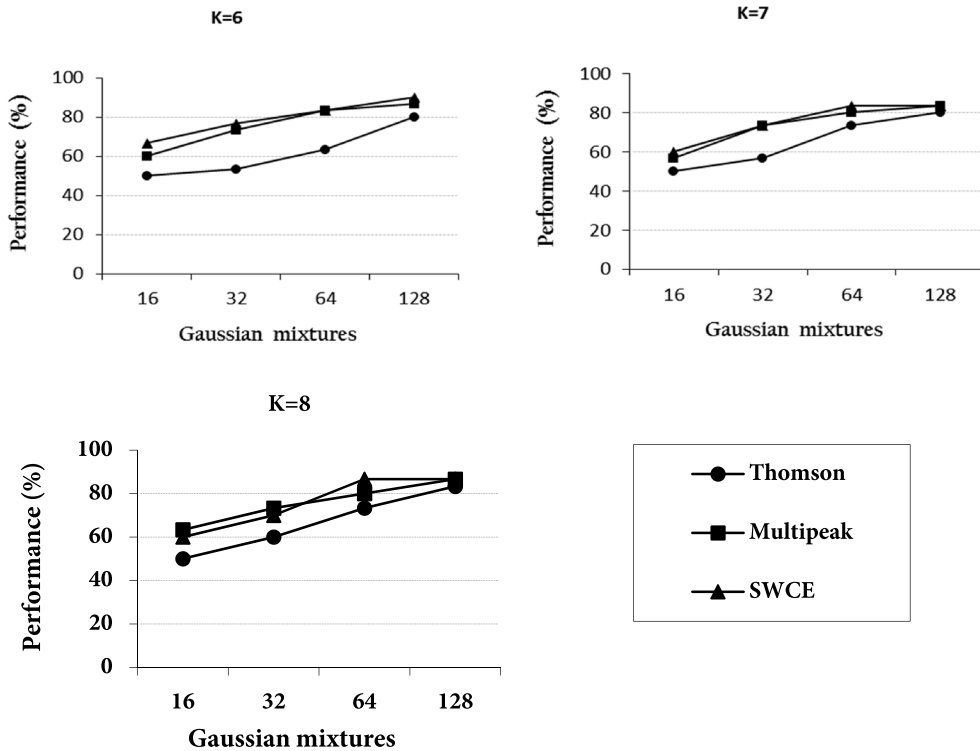 K=6
100
80
60
40
20
0
Performance (%)
16 32 64 128
Gaussian mixtures
K=7
100
80
60
40
20
0
Performance (%)
16 32 64 128
Gaussian mixtures
K=8
100
80
60
40
20
0
Performance (%)
16 32 64 128
Gaussian mixtures
Thomson
Multipeak
SWCE